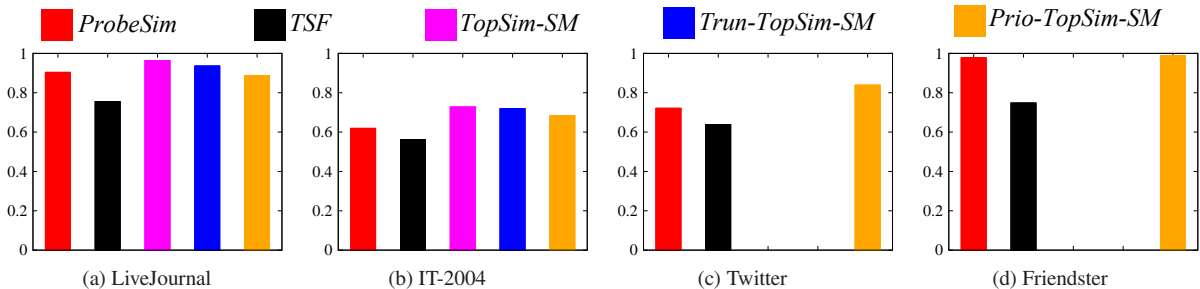 ProbeSim TSF TopSim-SM Trun-TopSim-SM Prio-TopSim-SM
1 1 1 1
0.8 0.8 0.8 0.8
0.6 0.6 0.6 0.6
0.4 0.4 0.4 0.4
0.2 0.2 0.2 0.2
0 0 0 0
(a) LiveJournal (b) IT-2004 (c) Twitter (d) Friendster